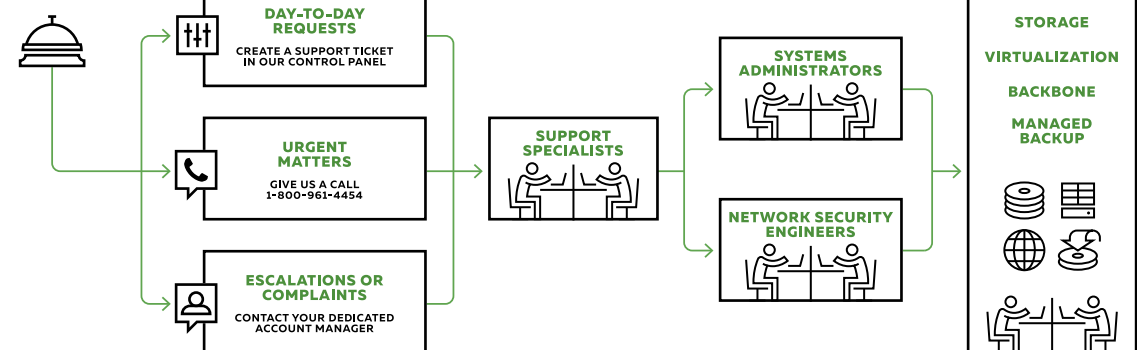 DAY-TO-DAY
REQUESTS
CREATE A SUPPORT TICKET
IN OUR CONTROL PANEL
URGENT
MATTERS
GIVE US A CALL
1-800-961-4454
ESCALATIONS OR
COMPLAINTS
CONTACT YOUR DEDICATED
ACCOUNT MANAGER
SUPPORT
SPECIALISTS
SYSTEMS
ADMINISTRATORS
NETWORK SECURITY
ENGINEERS
STORAGE
VIRTUALIZATION
BACKBONE
MANAGED
BACKUP